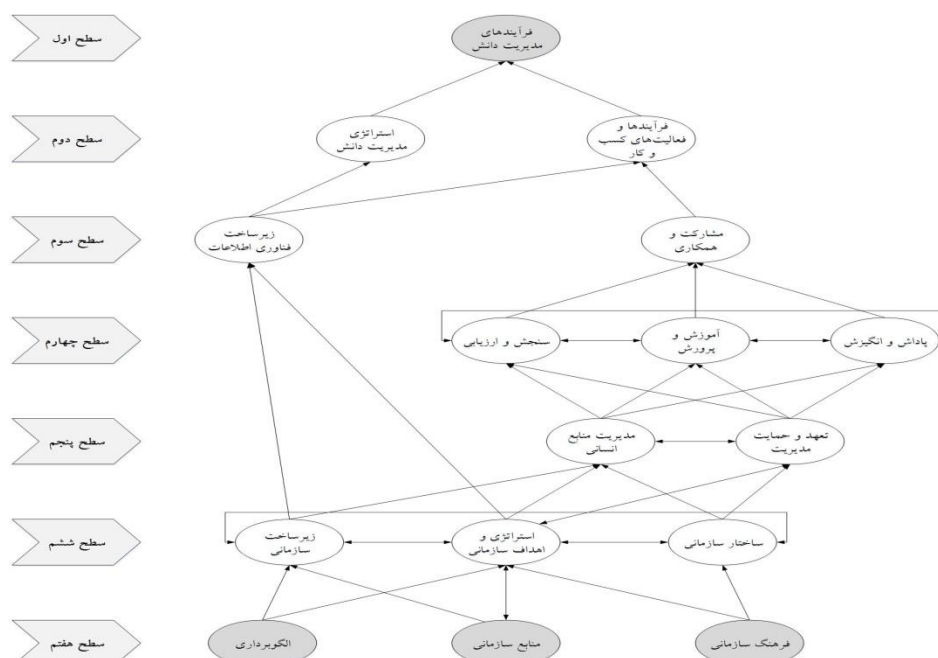 سطح اول
فرآیندهای
مدیریت دانش
سطح دوم
فرآیندها و
فعالیت‌های کسب
و کار
استراتژی
مدیریت دانش
سطح سوم
مشارکت و
همکاری
زیرساخت
فناوری اطلاعات
سطح چهارم
پاداش و انگیزش
آموزش و
پرورش
سنجش و ارزیابی
سطح پنجم
تعهد و حمایت
مدیریت
مدیریت منابع
انسانی
سطح ششم
ساختار سازمانی
استراتژی و
اهداف سازمانی
زیرساخت
سازمانی
سطح هفتم
فرهنگ سازمانی
منابع سازمانی
الگوبرداری